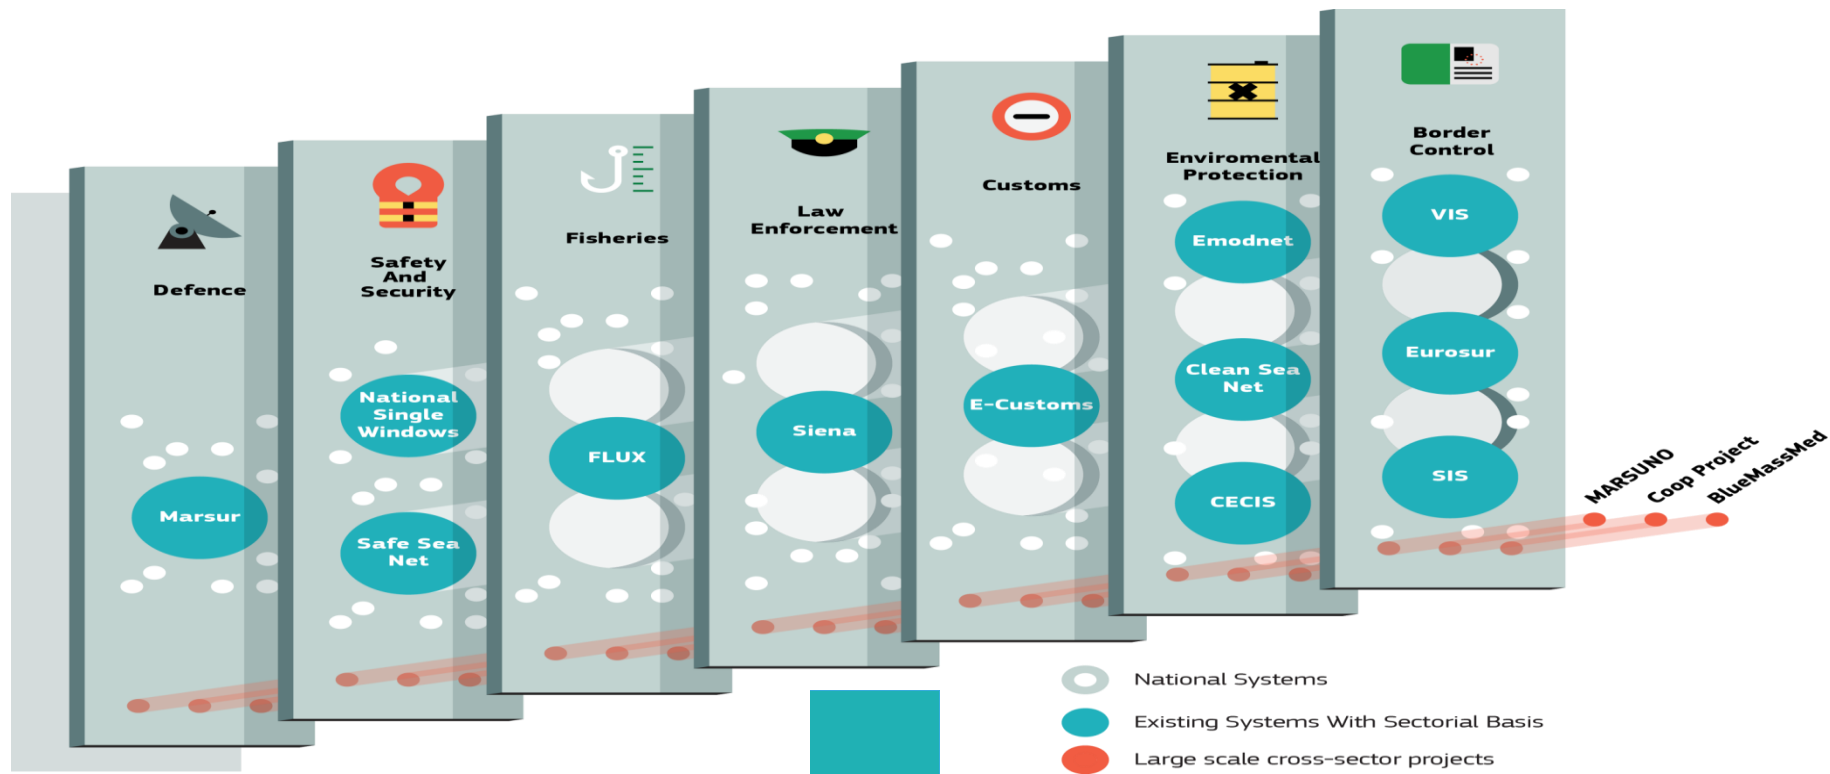 Defence
Marsur
Safety
And
Security
National
Single
Windows
Safe Sea
Net
Fisheries
FLUX
Law
Enforcement
Siena
Customs
E-Customs
Enviromental
Protection
Emodnet
Clean Sea
Net
CECIS
Border
Control
VIS
Eurosur
SIS
MARSUNO
Coop Project
BlueMassMed
National Systems
Existing Systems With Sectorial Basis
Large scale cross-sector projects